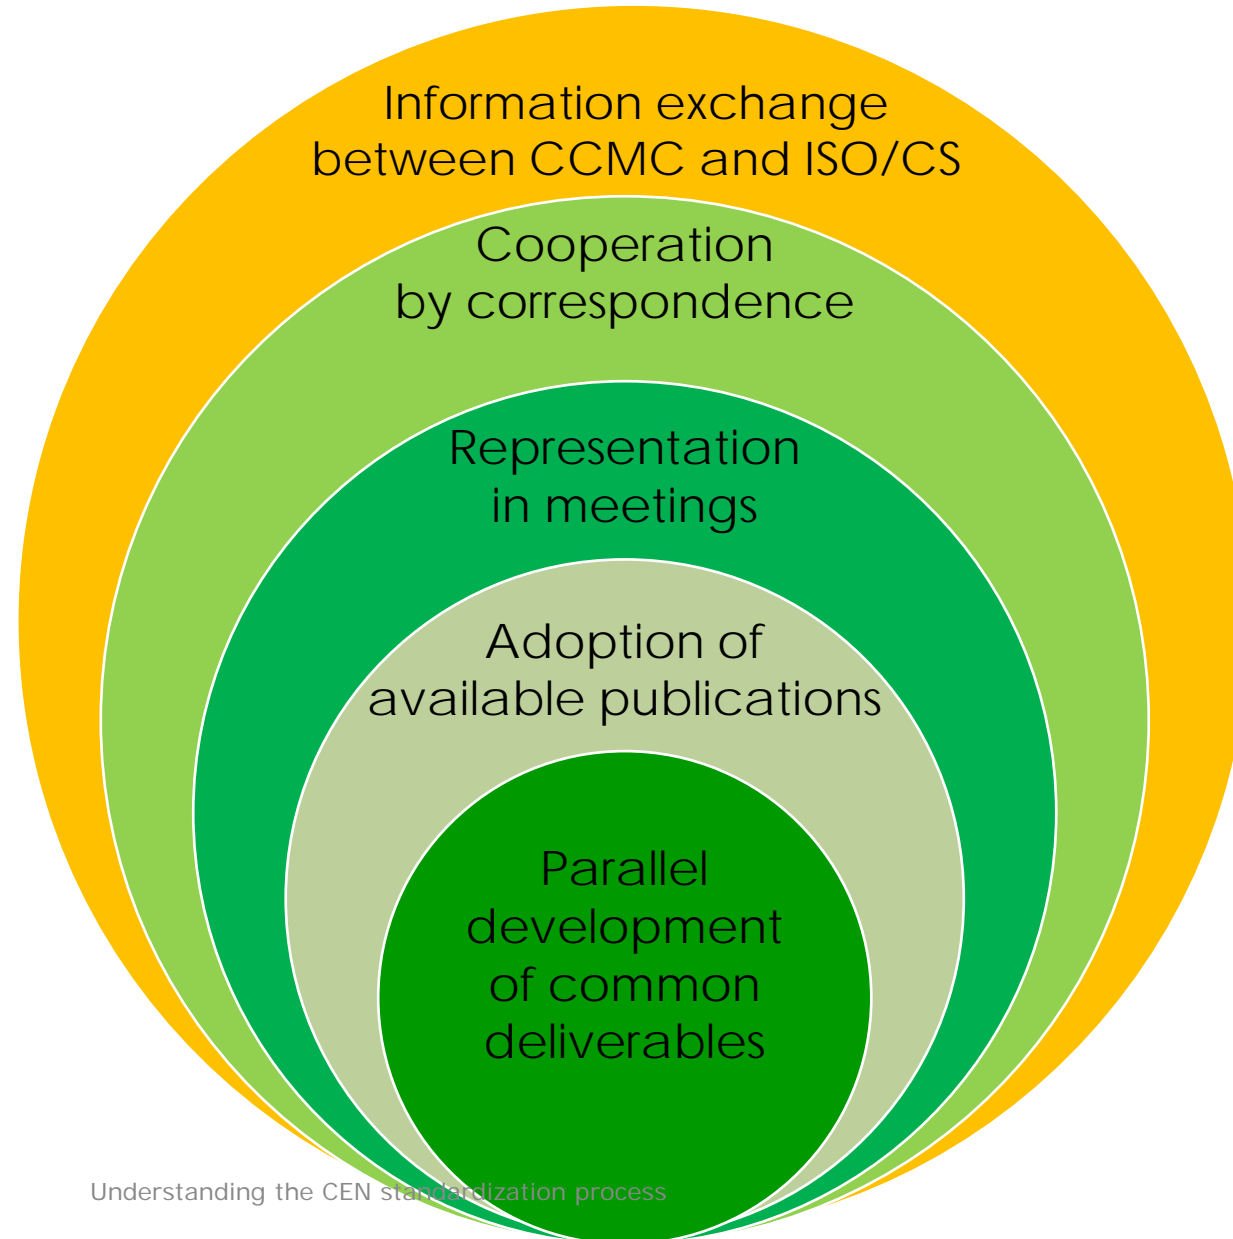 Information exchange
between CCMC and ISO/CS
Cooperation
by correspondence
Representation
in meetings
Adoption of
available publications
Parallel
development
of common
deliverables
Understanding the CEN standardization process